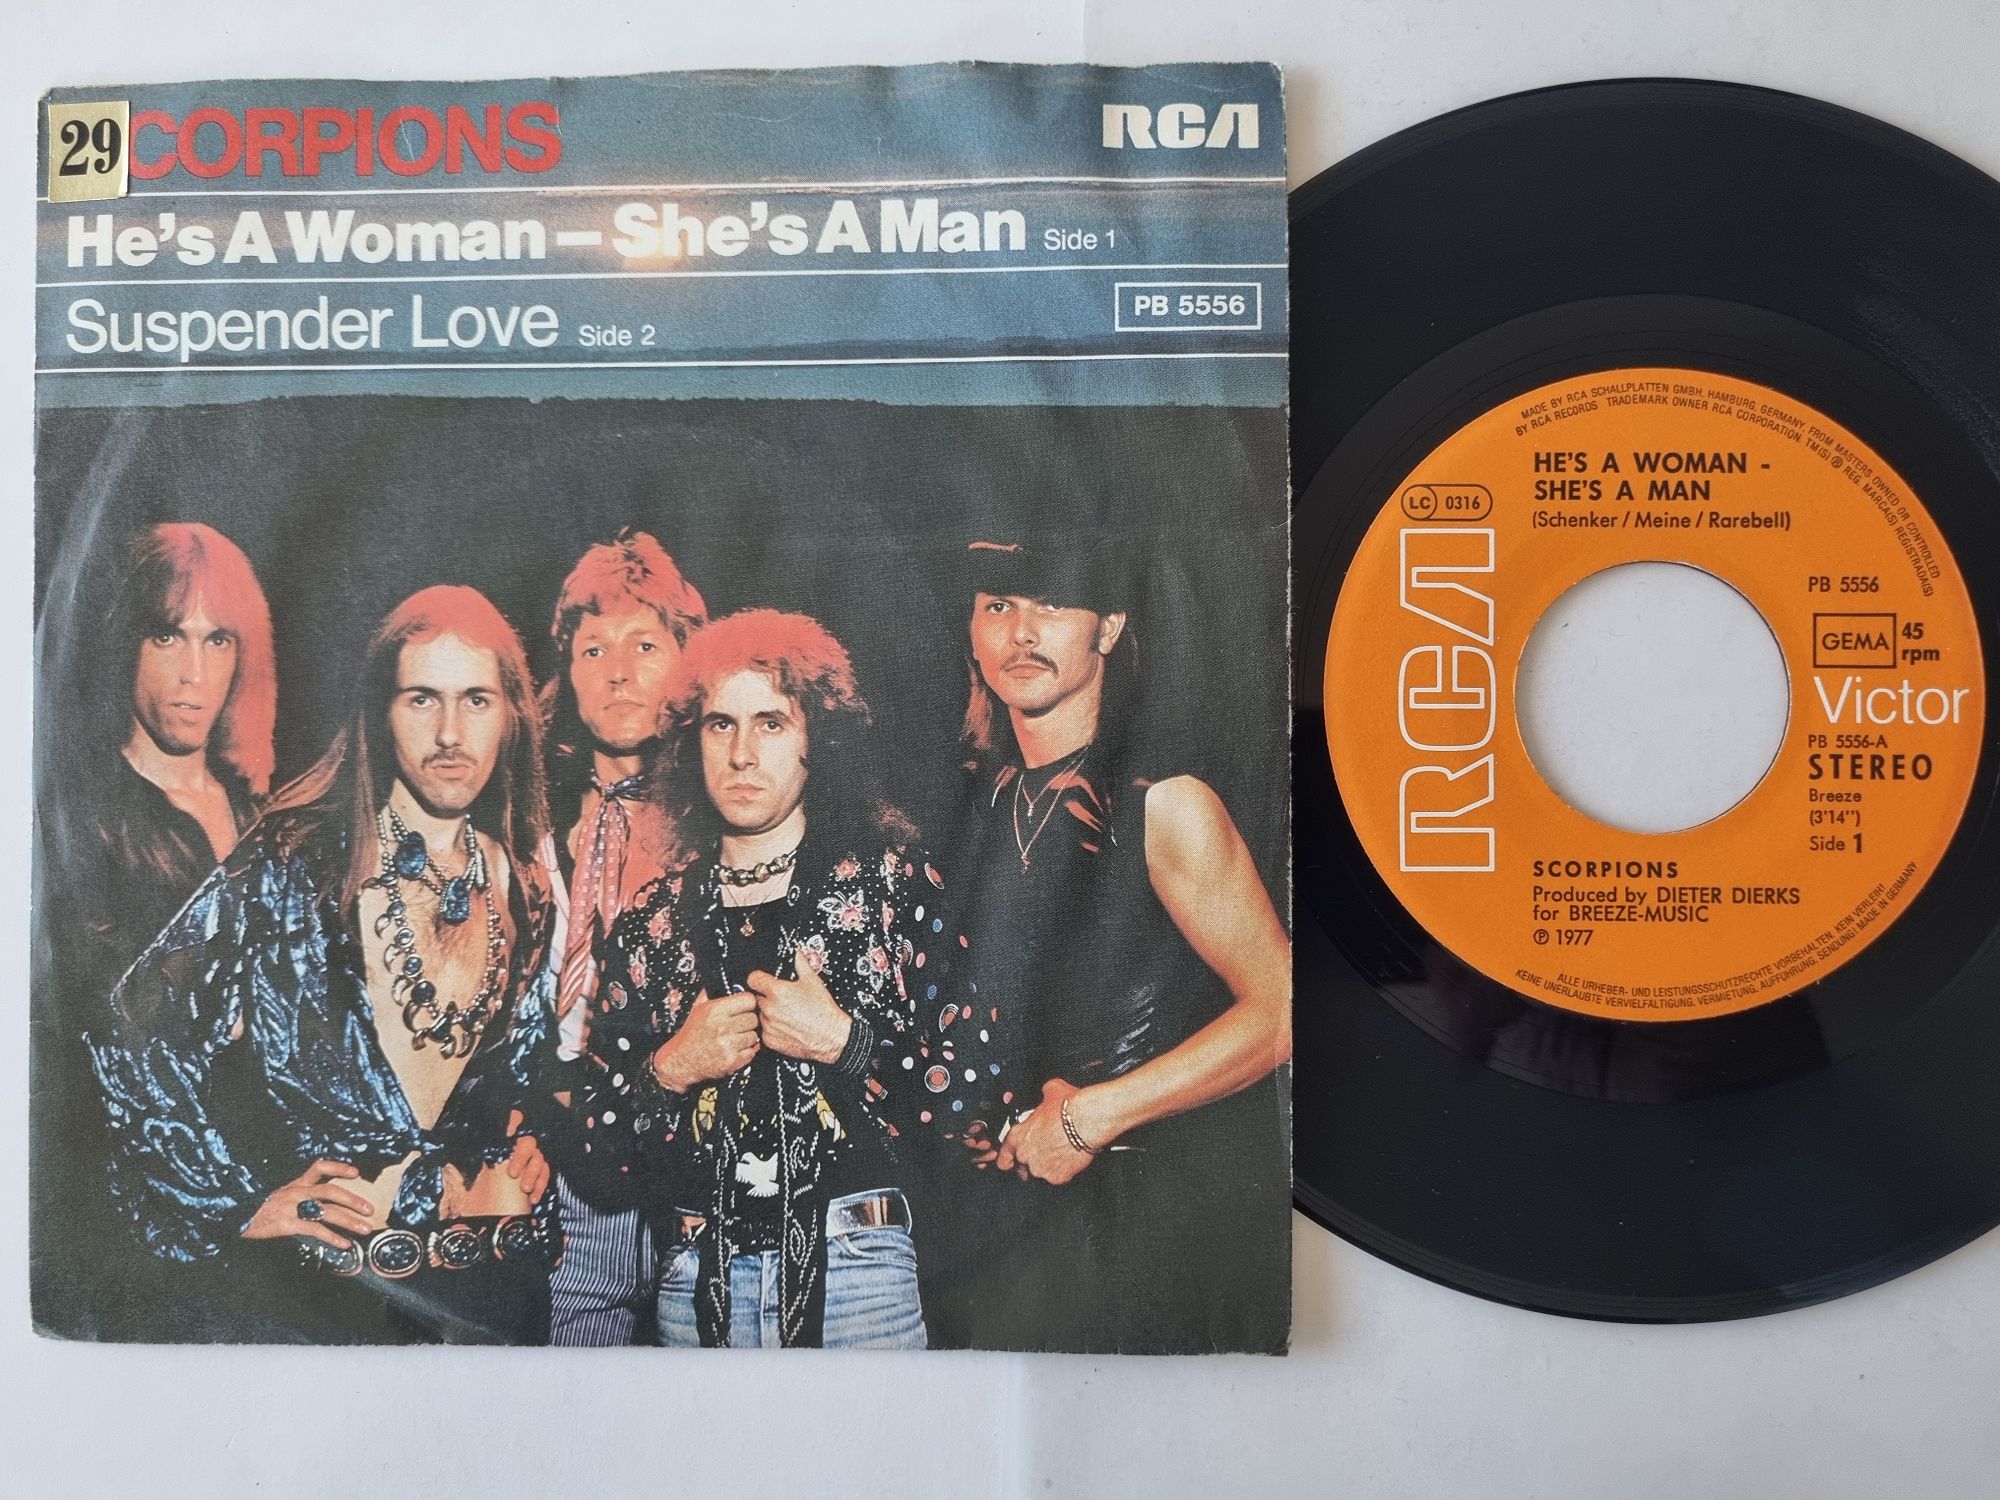 29
CORPIONS
RCA
He's A Woman – She's A Man Side 1
Suspender Love Side 2
PB 5556
MADE BY RCA SCHALLPLATTEN GMBH, HAMBURG, GERMANY, FROM MASTERS OWNED OR CONTROLLED
BY RCA RECORDS TRADEMARK OWNER RCA CORPORATION. TM(S) ® REG. MARCA(S) REGISTRADA(S)
HE'S A WOMAN -
SHE'S A MAN
(Schenker / Meine / Rarebell)
LC 0316
RCA
PB 5556
GEMA
45
rpm
Victor
PB 5556-A
STEREO
Breeze
(3'14'')
Side 1
SCORPIONS
Produced by DIETER DIERKS
for BREEZE-MUSIC
℗ 1977
ALLE URHEBER- UND LEISTUNGSSCHUTZRECHTE VORBEHALTEN. KEIN VERLEIH!
KEINE UNERLAUBTE VERVIELFÄLTIGUNG, VERMIETUNG, AUFFÜHRUNG, SENDUNG! MADE IN GERMANY